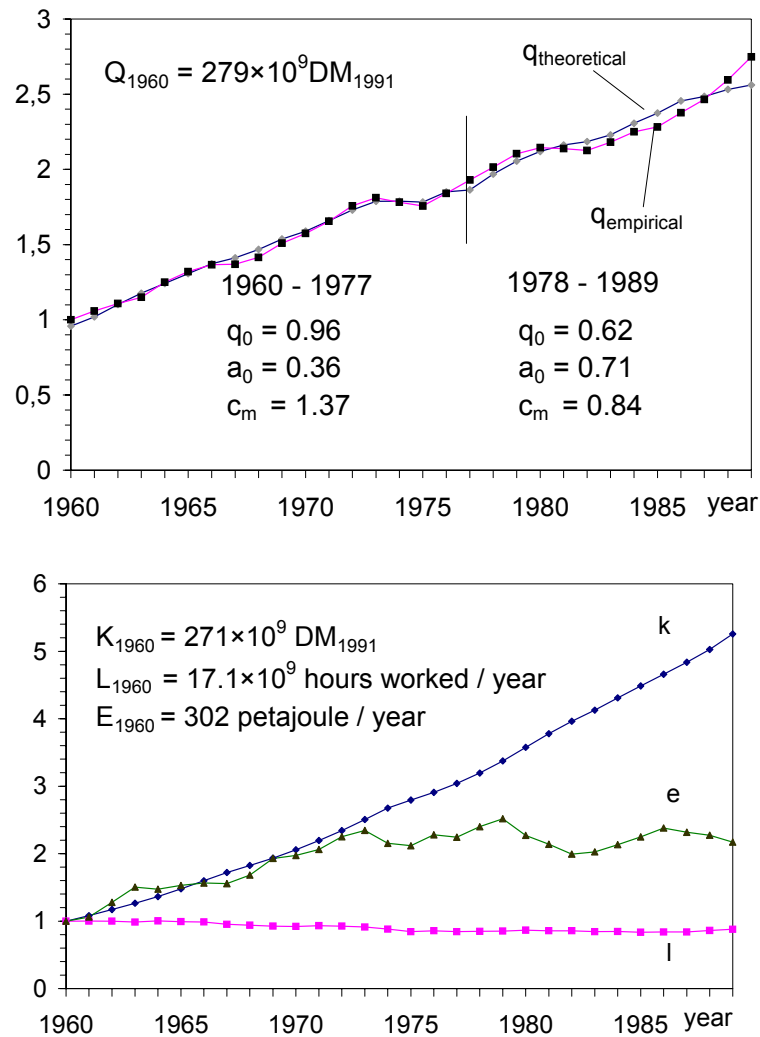 3
2,5
2
1,5
1
0,5
0
Q1960 = 279×10⁹DM1991
qtheoretical
qempirical
1960 - 1977
q0 = 0.96
a0 = 0.36
cm = 1.37
1978 - 1989
q0 = 0.62
a0 = 0.71
cm = 0.84
1960 1965 1970 1975 1980 1985 year
6
5
4
3
2
1
0
K1960 = 271×10⁹ DM1991
L1960 = 17.1×10⁹ hours worked / year
E1960 = 302 petajoule / year
k
e
l
1960 1965 1970 1975 1980 1985 year